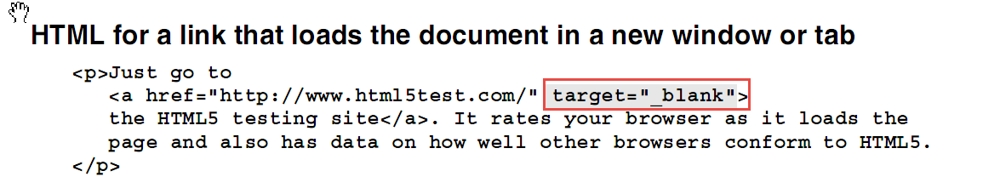 HTML for a link that loads the document in a new window or tab
<p>Just go to
<a href="http://www.html5test.com/" target="_blank">
the HTML5 testing site</a>. It rates your browser as it loads the
page and also has data on how well other browsers conform to HTML5.
</p>